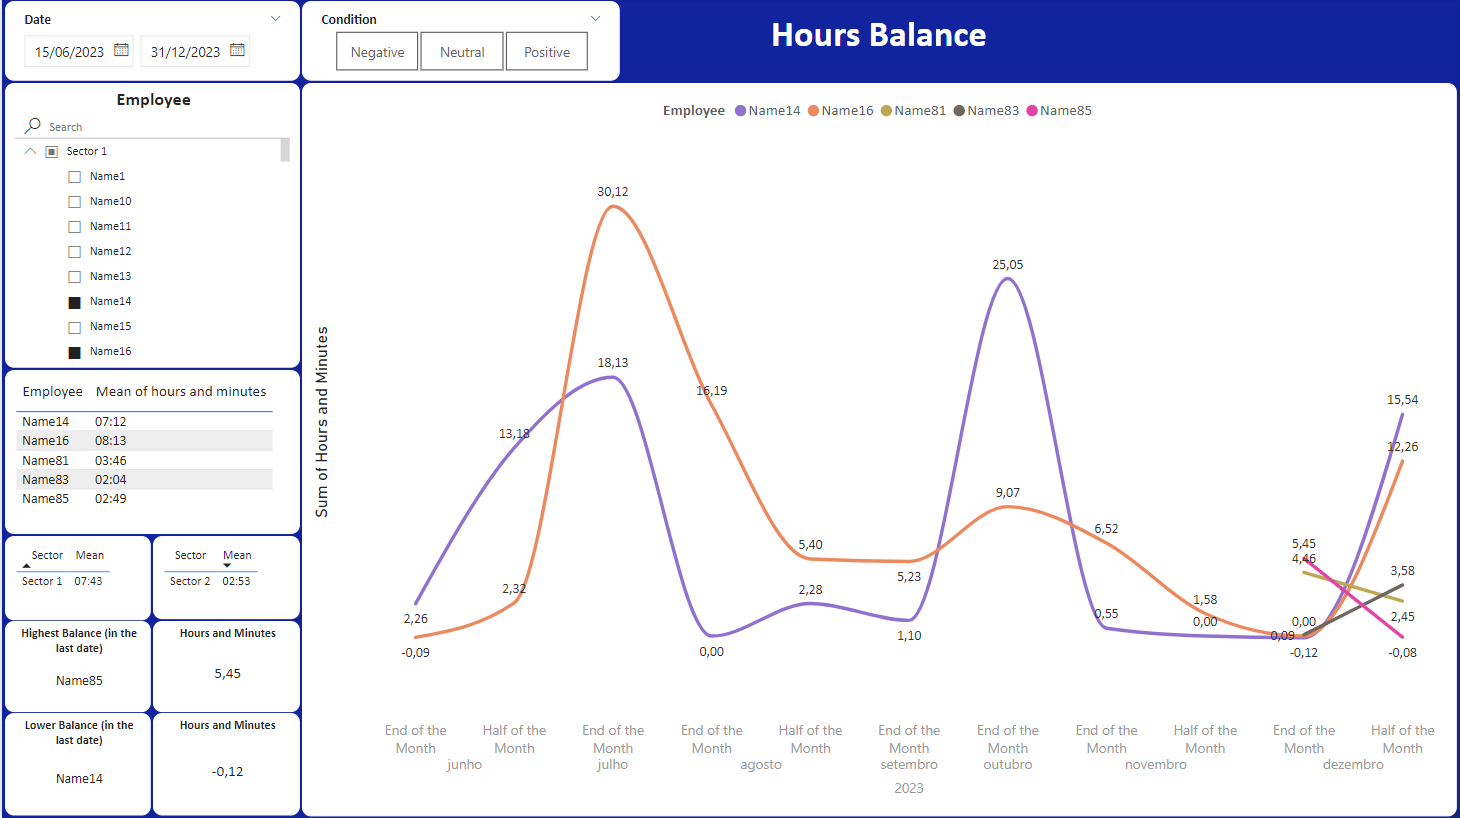 Date
15/06/2023
31/12/2023
Condition
Negative
Neutral
Positive
Hours Balance
Employee
Search
Sector 1
Name1
Name10
Name11
Name12
Name13
Name14
Name15
Name16
Employee Mean of hours and minutes
Name14 07:12
Name16 08:13
Name81 03:46
Name83 02:04
Name85 02:49
Sector Mean
Sector 1 07:43
Sector Mean
Sector 2 02:53
Highest Balance (in the
last date)
Name85
Hours and Minutes
5,45
Lower Balance (in the
last date)
Name14
Hours and Minutes
-0,12
Employee Name14 Name16 Name81 Name83 Name85
Sum of Hours and Minutes
30,12
25,05
18,13
16,19
15,54
13,18
12,26
9,07
6,52
5,40
5,45
4,46
5,23
3,58
2,32
2,28
1,58
2,26
0,55
0,00
0,00
2,45
1,10
0,09
-0,09
0,00
-0,12
-0,08
End of the
Month
Half of the
Month
junho
End of the
Month
julho
End of the
Month
Half of the
Month
agosto
End of the
Month
setembro
End of the
Month
outubro
End of the
Month
Half of the
Month
novembro
End of the
Month
Half of the
Month
dezembro
2023